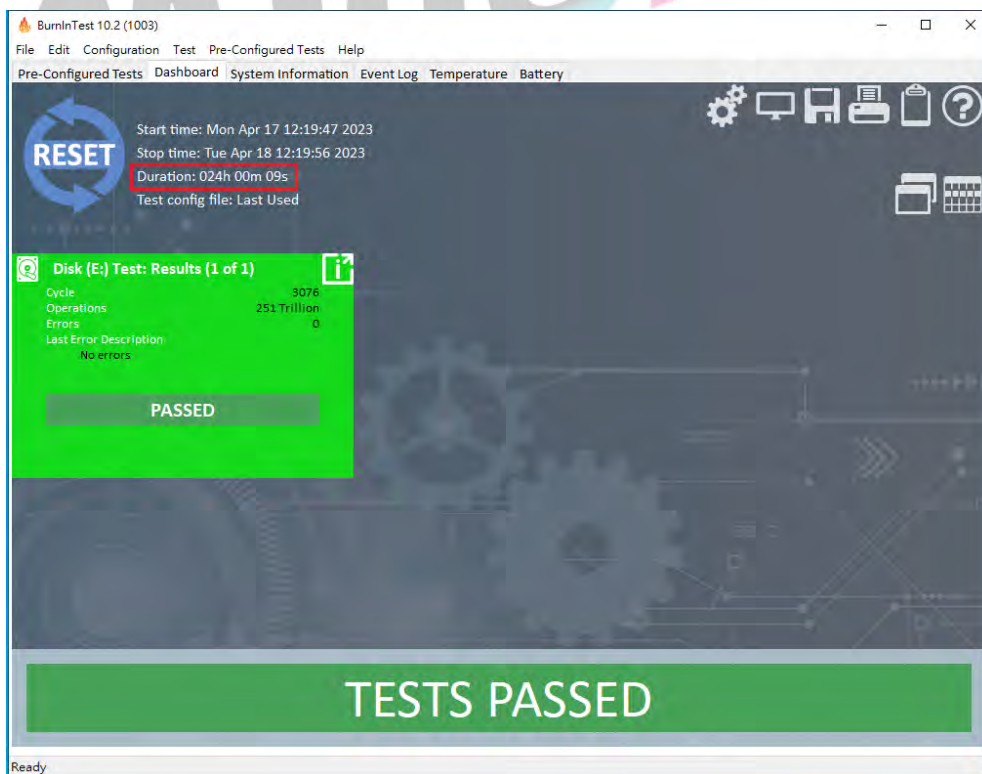 BurnInTest 10.2 (1003)
File Edit Configuration Test Pre-Configured Tests Help
Pre-Configured Tests Dashboard System Information Event Log Temperature Battery
RESET
Start time: Mon Apr 17 12:19:47 2023
Stop time: Tue Apr 18 12:19:56 2023
Duration: 024h 00m 09s
Test config file: Last Used
Disk (E:) Test: Results (1 of 1)
Cycle 3076
Operations 251 Trillion
Errors 0
Last Error Description
No errors
PASSED
TESTS PASSED
Ready